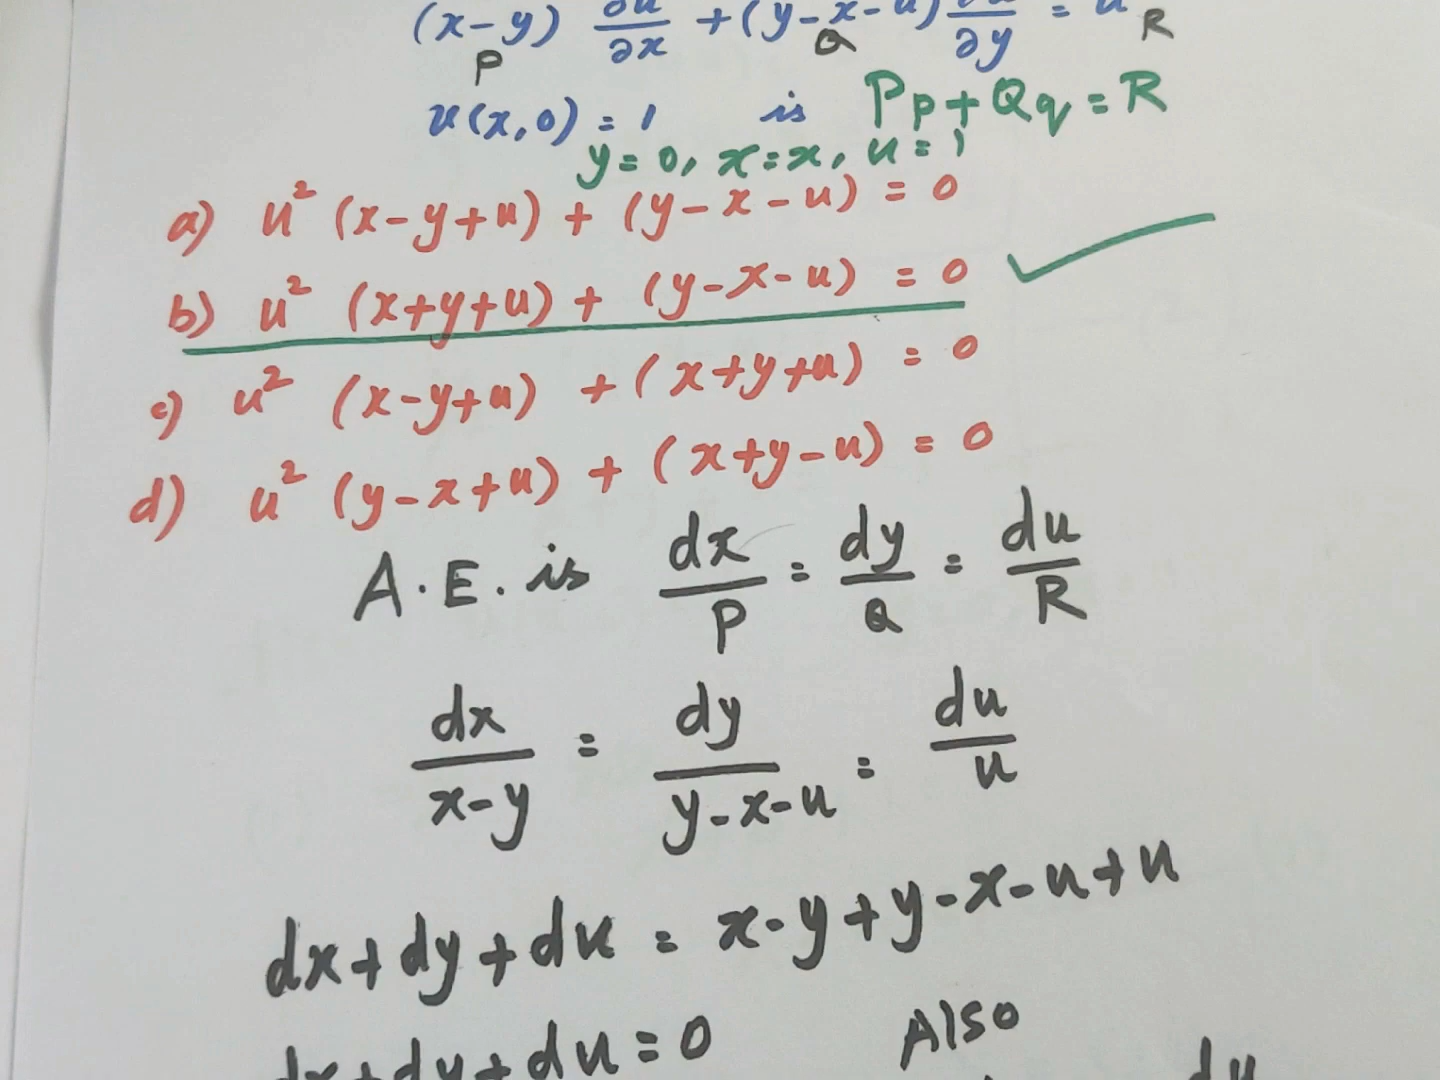 (x-y) ∂u/∂x + (y-x-u) ∂u/∂y = u
P Q R
u(x,0) = 1 is Pp+Qq=R
y=0, x=x, u=1
a) u² (x-y+u) + (y-x-u) = 0
b) u² (x+y+u) + (y-x-u) = 0 ✓
c) u² (x-y+u) + (x+y+u) = 0
d) u² (y-x+u) + (x+y-u) = 0
A.E. is dx/P = dy/Q = du/R
dx/x-y = dy/y-x-u = du/u
dx+dy+du = x-y+y-x-u+u
dx+dy+du=0 Also
du